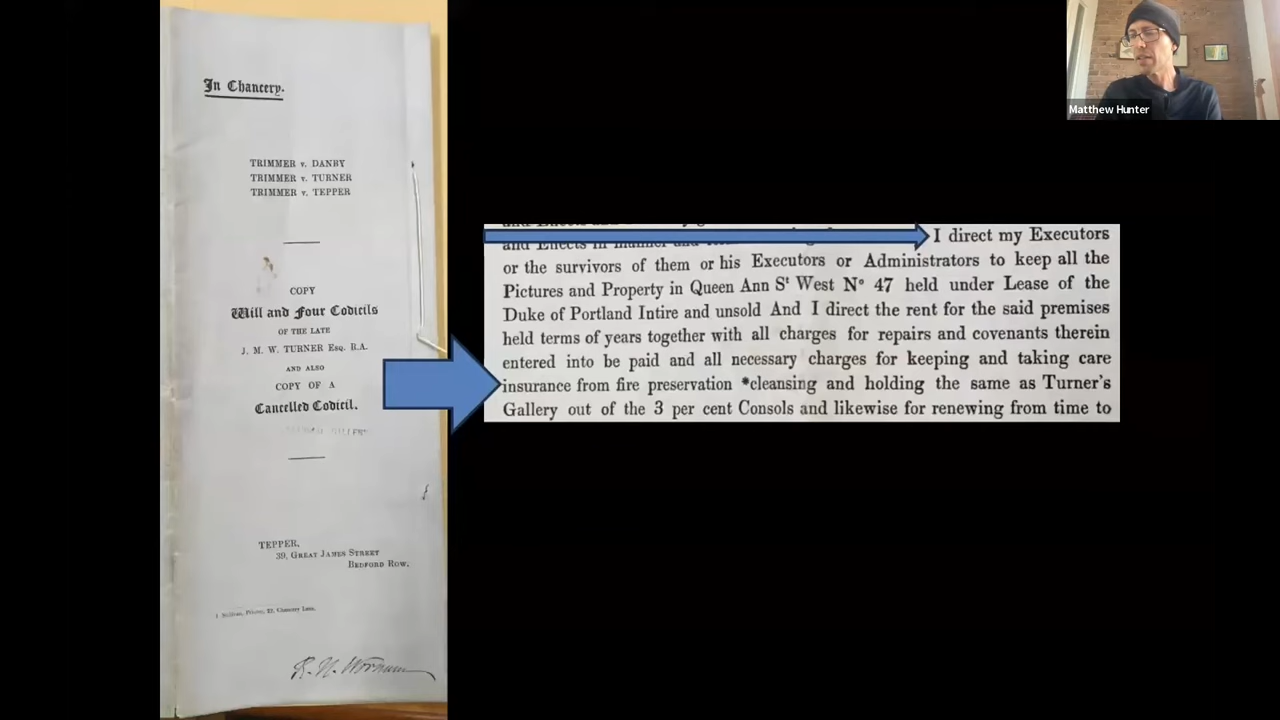 In Chancery.
TRIMMER v. DANBY
TRIMMER v. TURNER
TRIMMER v. TEPPER
COPY
Will and Four Codicils
OF THE LATE
J. M. W. TURNER Esq. R.A.
AND ALSO
COPY OF A
Cancelled Codicil.
TEPPER,
39, GREAT JAMES STREET
BEDFORD ROW.
Printer, 22, Chancery Lane.
R. N. Wornum
I direct my Executors
or the survivors of them or his Executors or Administrators to keep all the
Pictures and Property in Queen Ann St West No 47 held under Lease of the
Duke of Portland Intire and unsold And I direct the rent for the said premises
held terms of years together with all charges for repairs and covenants therein
entered into be paid and all necessary charges for keeping and taking care
insurance from fire preservation *cleansing and holding the same as Turner's
Gallery out of the 3 per cent Consols and likewise for renewing from time to
Matthew Hunter